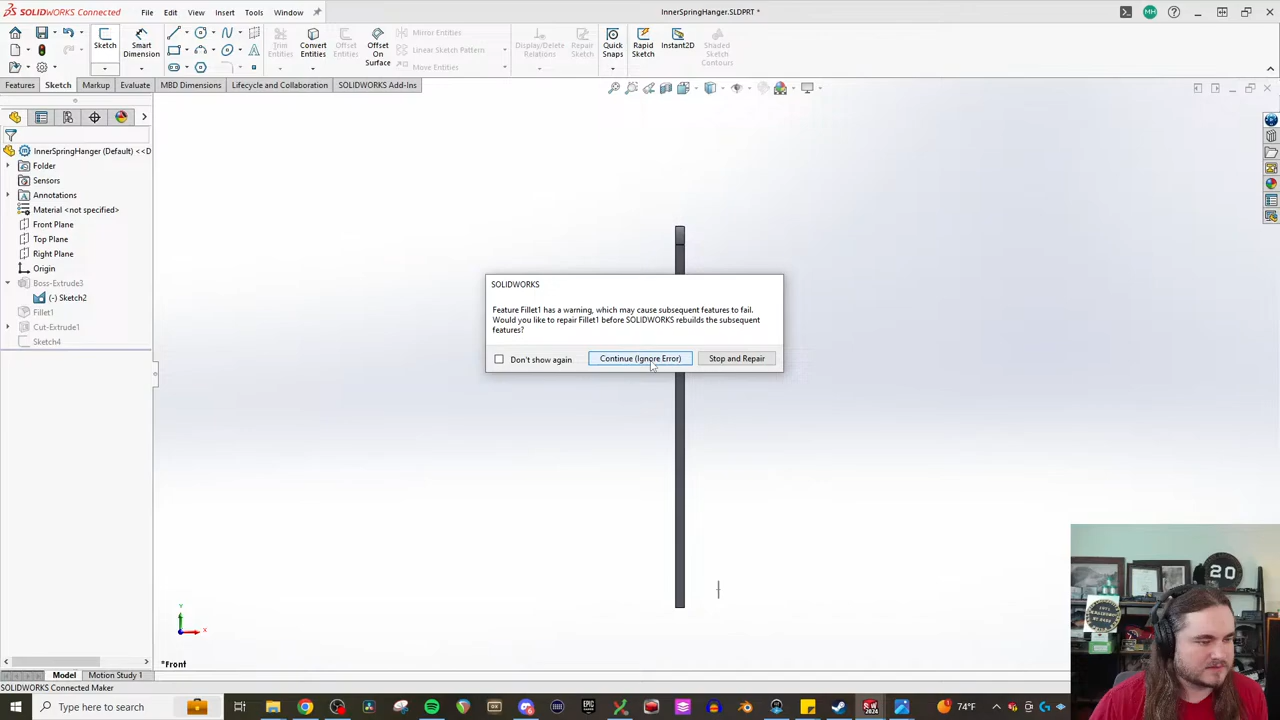 SOLIDWORKS
File
Edit
View
Insert
Tools
Window
InnerSpringHanger.SLDPRT *
MH
Sketch
Smart Dimension
Trim Entities
Convert Entities
Offset Entities
Offset On Surface
Mirror Entities
Linear Sketch Pattern
Move Entities
Display/Delete Relations
Repair Sketch
Quick Snaps
Rapid Sketch
Instant2D
Shaded Sketch Contours
Features
Sketch
Markup
Evaluate
MBD Dimensions
Lifecycle and Collaboration
SOLIDWORKS Add-Ins
InnerSpringHanger (Default) <<D
Folder
Sensors
Annotations
Material <not specified>
Front Plane
Top Plane
Right Plane
Origin
Boss-Extrude3
(-) Sketch2
Fillet1
Cut-Extrude1
Sketch4
SOLIDWORKS
Feature Fillet1 has a warning, which may cause subsequent features to fail.
Would you like to repair Fillet1 before SOLIDWORKS rebuilds the subsequent
features?
Don't show again
Continue (Ignore Error)
Stop and Repair
20
Y
X
*Front
Model
Motion Study 1
SOLIDWORKS Connected Maker
Type here to search
74°F